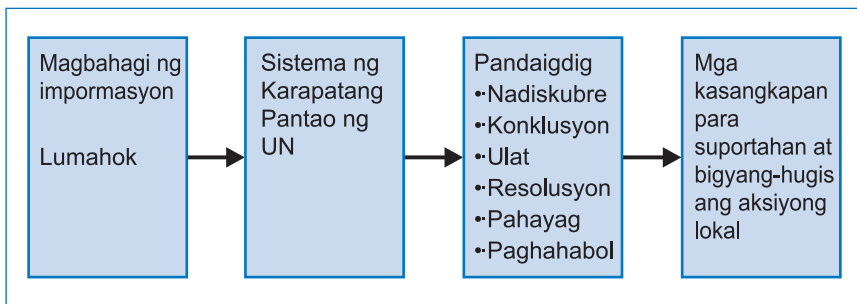 Magbahagi ng
impormasyon
Lumahok
Sistema ng
Karapatang
Pantao ng
UN
Pandaigdig
•Nadiskubre
•Konklusyon
•Ulat
•Resolusyon
•Pahayag
•Paghahabol
Mga
kasangkapan
para
suportahan at
bigyang-hugis
ang aksiyong
lokal